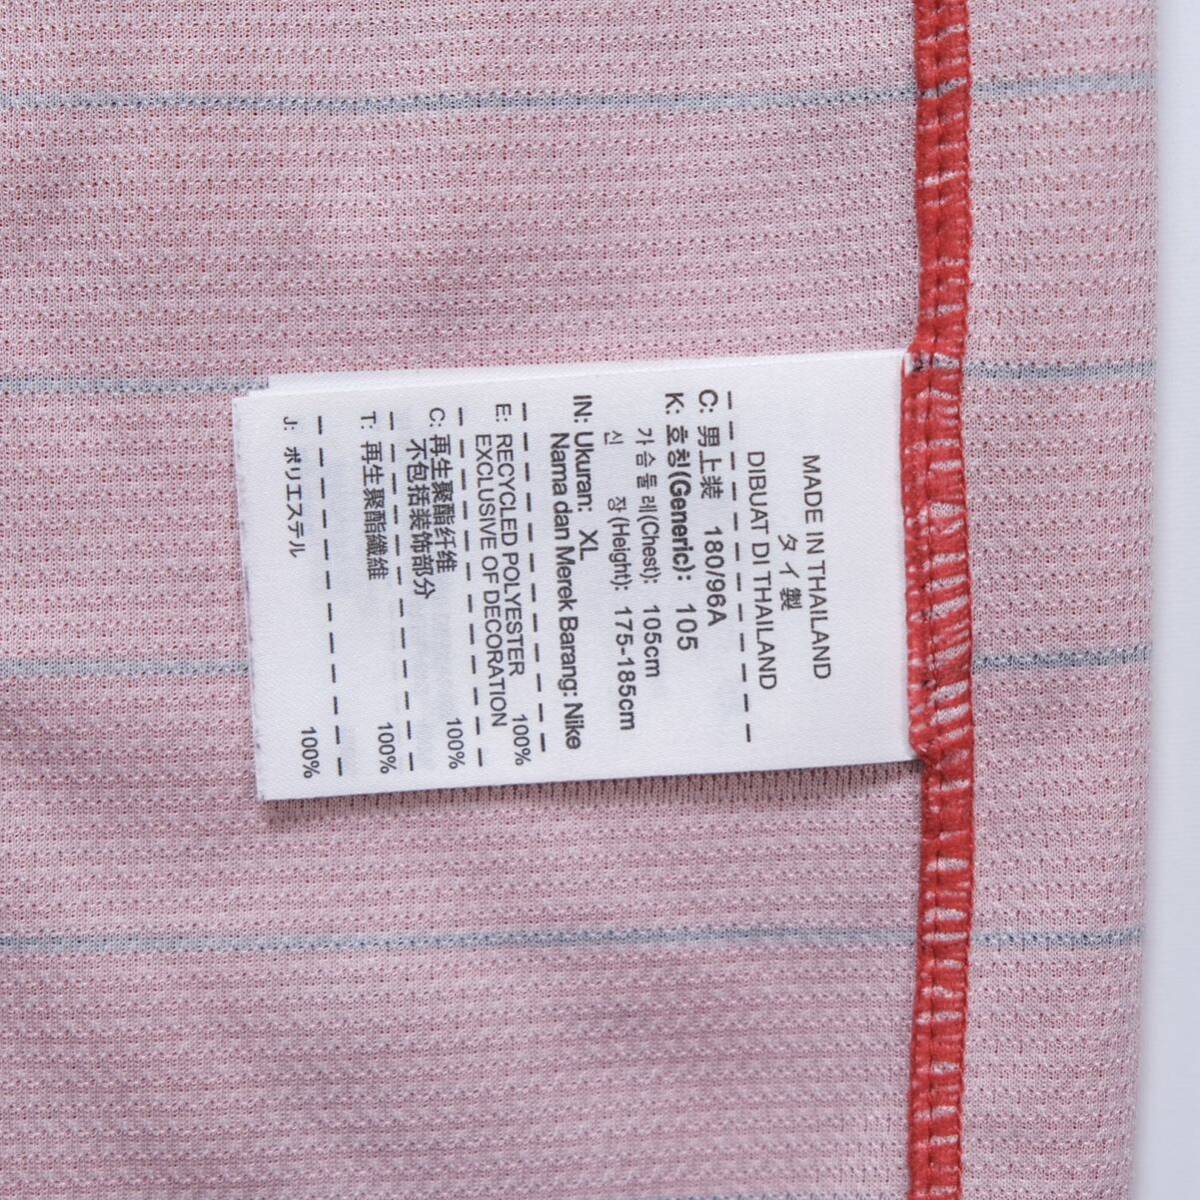 MADE IN THAILAND
タイ製
DIBUAT DI THAILAND
C: 男上装 180/96A
K: 호칭(Generic): 105
가슴둘레(Chest): 105cm
신 장(Height): 175-185cm
IN: Ukuran: XL
Nama dan Merek Barang: Nike
E: RECYCLED POLYESTER 100%
EXCLUSIVE OF DECORATION
C: 再生聚酯纤维 100%
不包括装饰部分
T: 再生聚酯纖維 100%
J: ポリエステル 100%